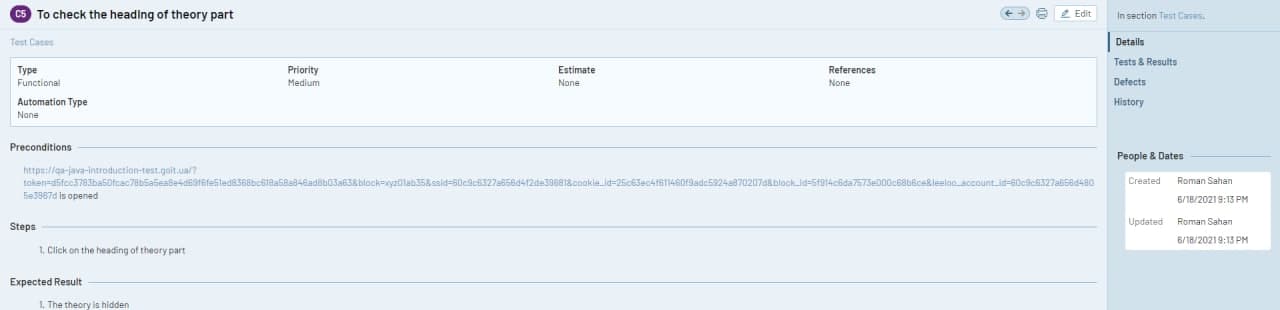 C5 To check the heading of theory part
Edit
Test Cases
Type Priority Estimate References
Functional Medium None None
Automation Type
None
Preconditions
https://qa-java-introduction-test.goit.ua/?
token=d5fcc3783ba50fcac78b5a5ea8e4d69f6fe51ed8368bc618a58a846ad8b03a63&block=xyz01ab35&ssid=60c9c6327a656d4f2de39681&cookie_id=25c63ec4f611460f9adc5924a870207d&block_id=5f914c6da7573e000c68b6ce&leeloo_account_id=60c9c6327a656d480
5e3967d is opened
Steps
1. Click on the heading of theory part
Expected Result
1. The theory is hidden
In section Test Cases.
Details
Tests & Results
Defects
History
People & Dates
Created Roman Sahan
6/18/2021 9:13 PM
Updated Roman Sahan
6/18/2021 9:13 PM